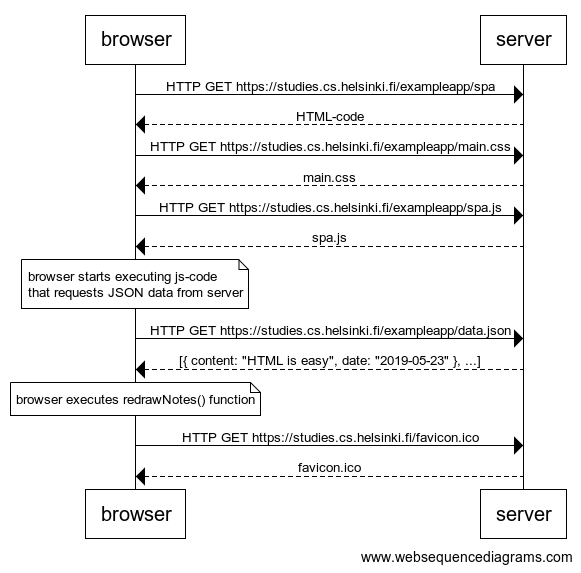 browser server
HTTP GET https://studies.cs.helsinki.fi/exampleapp/spa
HTML-code
HTTP GET https://studies.cs.helsinki.fi/exampleapp/main.css
main.css
HTTP GET https://studies.cs.helsinki.fi/exampleapp/spa.js
spa.js
browser starts executing js-code
that requests JSON data from server
HTTP GET https://studies.cs.helsinki.fi/exampleapp/data.json
[{ content: "HTML is easy", date: "2019-05-23" }, ...]
browser executes redrawNotes() function
HTTP GET https://studies.cs.helsinki.fi/favicon.ico
favicon.ico
browser server
www.websequencediagrams.com